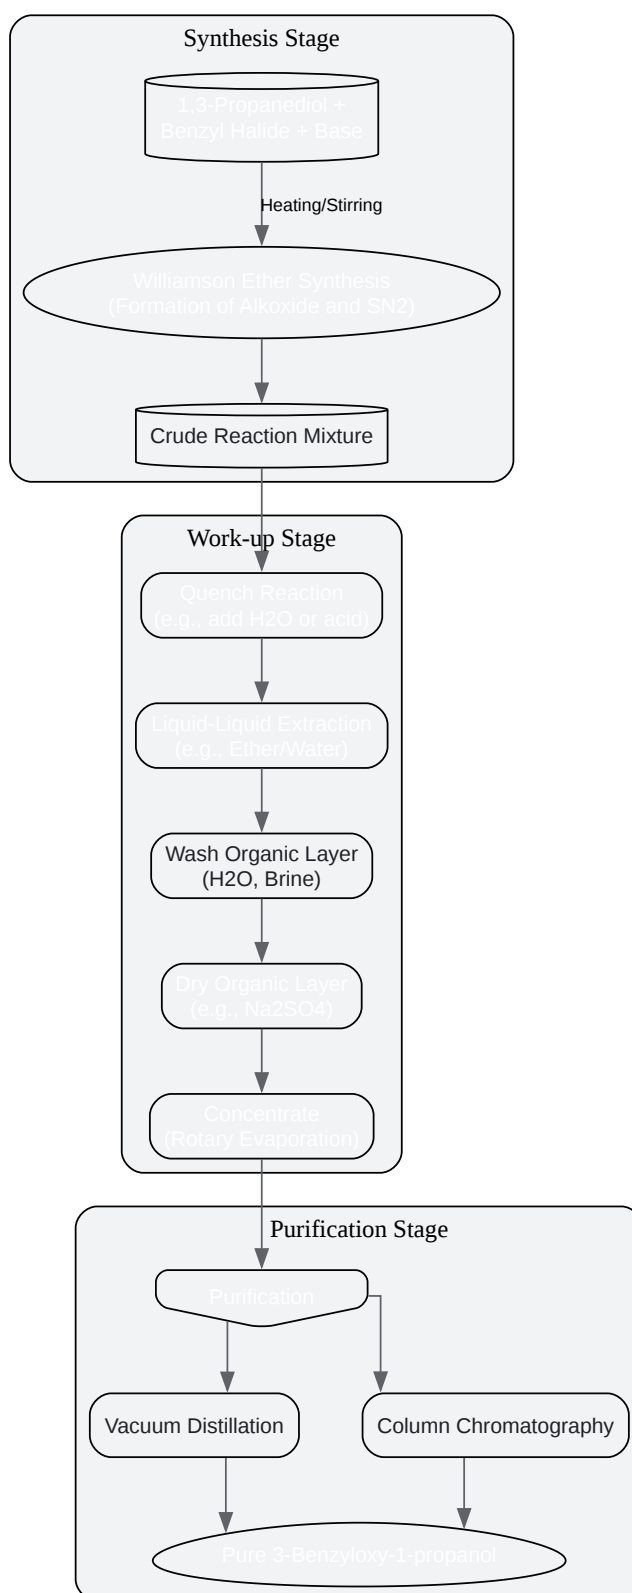 Synthesis Stage
1,3-Propanediol +
Benzyl Halide + Base
Heating/Stirring
Williamson Ether Synthesis
(Formation of Alkoxide and SN2)
Crude Reaction Mixture
Work-up Stage
Quench Reaction
(e.g., add H2O or acid)
Liquid-Liquid Extraction
(e.g., Ether/Water)
Wash Organic Layer
(H2O, Brine)
Dry Organic Layer
(e.g., Na2SO4)
Concentrate
(Rotary Evaporation)
Purification Stage
Purification
Vacuum Distillation
Column Chromatography
Pure 3-Benzyloxy-1-propanol